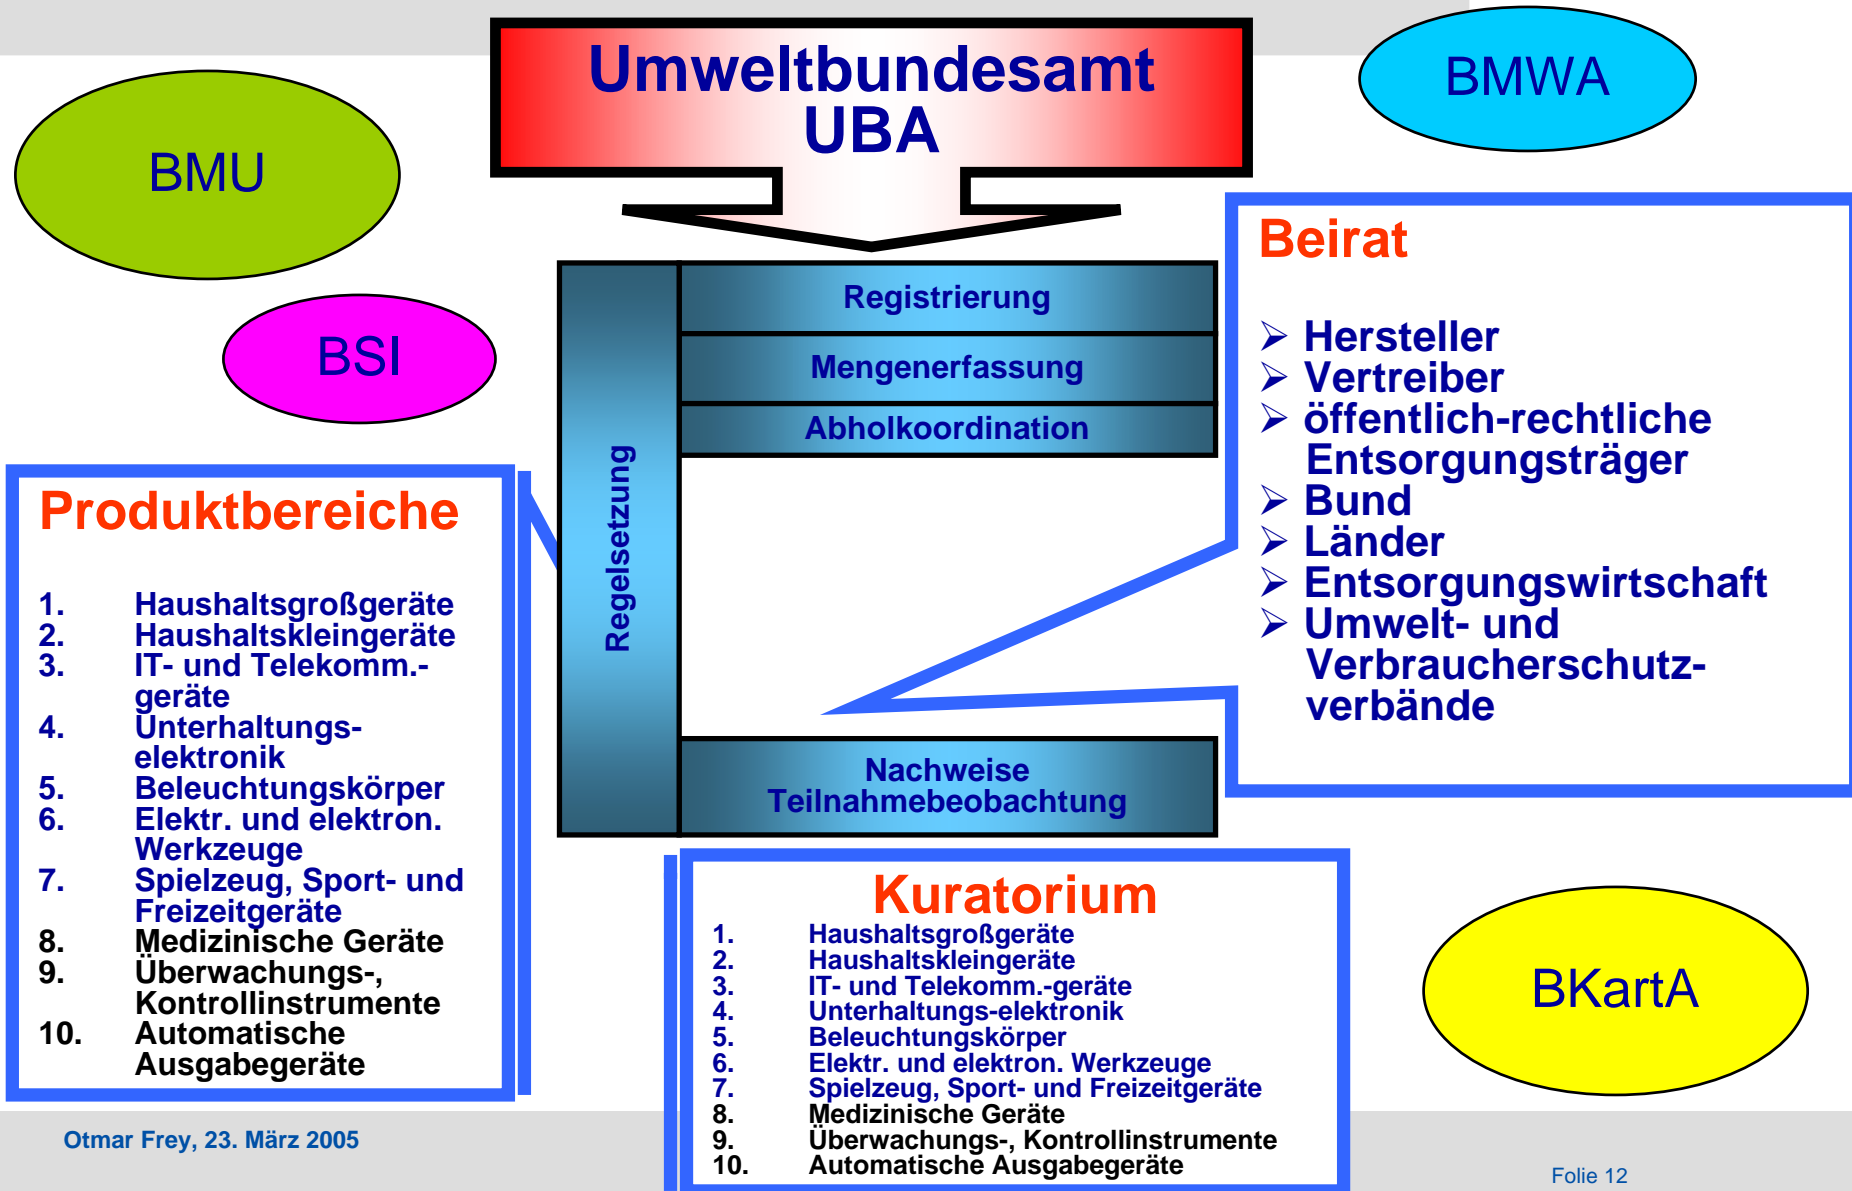 Umweltbundesamt
UBA
BMWA
BMU
BSI
Registrierung
Mengenerfassung
Abholkoordination
Regelsetzung
Nachweise
Teilnahmebeobachtung
Beirat
➢ Hersteller
➢ Vertreiber
➢ öffentlich-rechtliche
Entsorgungsträger
➢ Bund
➢ Länder
➢ Entsorgungswirtschaft
➢ Umwelt- und
Verbraucherschutz-
verbände
Produktbereiche
1. Haushaltsgroßgeräte
2. Haushaltskleingeräte
3. IT- und Telekomm.-
geräte
4. Unterhaltungs-
elektronik
5. Beleuchtungskörper
6. Elektr. und elektron.
Werkzeuge
7. Spielzeug, Sport- und
Freizeitgeräte
8. Medizinische Geräte
9. Überwachungs-,
Kontrollinstrumente
10. Automatische
Ausgabegeräte
Kuratorium
1. Haushaltsgroßgeräte
2. Haushaltskleingeräte
3. IT- und Telekomm.-geräte
4. Unterhaltungs-elektronik
5. Beleuchtungskörper
6. Elektr. und elektron. Werkzeuge
7. Spielzeug, Sport- und Freizeitgeräte
8. Medizinische Geräte
9. Überwachungs-, Kontrollinstrumente
10. Automatische Ausgabegeräte
BKartA
Otmar Frey, 23. März 2005
Folie 12